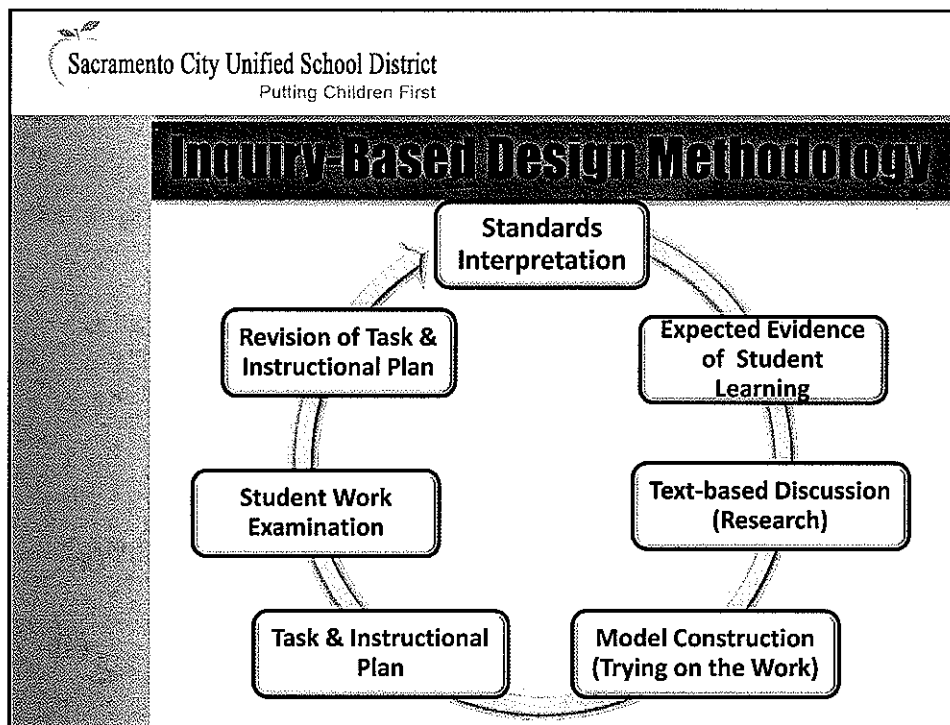 Sacramento City Unified School District
Putting Children First
Inquiry-Based Design Methodology
Standards
Interpretation
Expected Evidence
of Student
Learning
Text-based Discussion
(Research)
Model Construction
(Trying on the Work)
Task & Instructional
Plan
Student Work
Examination
Revision of Task &
Instructional Plan